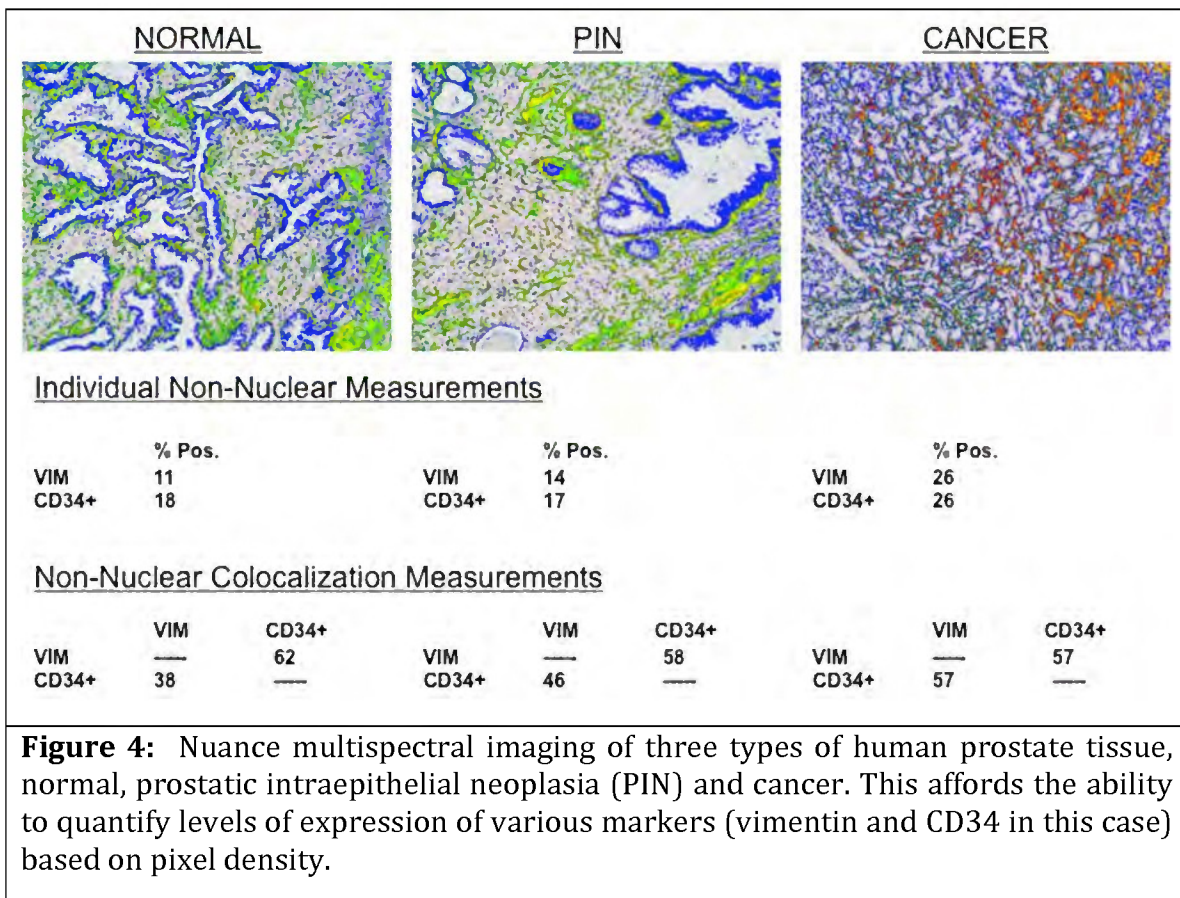 NORMAL PIN CANCER
Individual Non-Nuclear Measurements
% Pos. % Pos. % Pos.
VIM 11 VIM 14 VIM 26
CD34+ 18 CD34+ 17 CD34+ 26
Non-Nuclear Colocalization Measurements
VIM CD34+ VIM CD34+ VIM CD34+
VIM — 62 VIM — 58 VIM — 57
CD34+ 38 — CD34+ 46 — CD34+ 57 —
Figure 4: Nuance multispectral imaging of three types of human prostate tissue,
normal, prostatic intraepithelial neoplasia (PIN) and cancer. This affords the ability
to quantify levels of expression of various markers (vimentin and CD34 in this case)
based on pixel density.